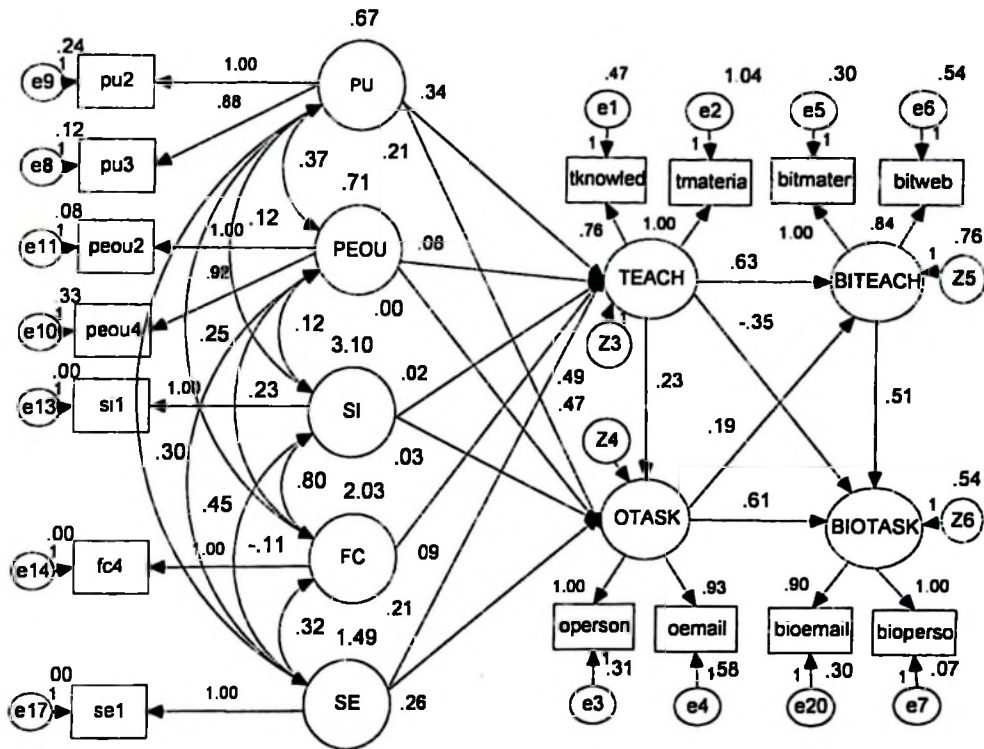 .67
.24
1
e9
pu2
1.00
PU
.34
.88
.12
1
e8
pu3
.37
.21
.71
.08
1
e11
peou2
.12
1.00
PEOU
.08
.92
.33
1
e10
peou4
.25
.12
.00
3.10
.00
1
e13
si1
1.00
.23
SI
.02
.49
.47
.30
.45
.80
.03
2.03
.00
1
e14
fc4
1.00
-.11
FC
09
.32
.21
1.49
00
1
e17
se1
1.00
SE
.26
.47
1.04
.30
.54
e1
e2
e5
e6
1
1
1
1
tknowled
tmateria
bitmater
bitweb
.76
1.00
1.00
.84
.76
TEACH
.63
BITEACH
1
Z5
1
Z3
-.35
.23
.19
.51
Z4
.54
OTASK
.61
BIOTASK
1
Z6
1.00
.93
.90
1.00
operson
oemail
bioemail
bioperso
1
.31
1
.58
1
.30
1
.07
e3
e4
e20
e7